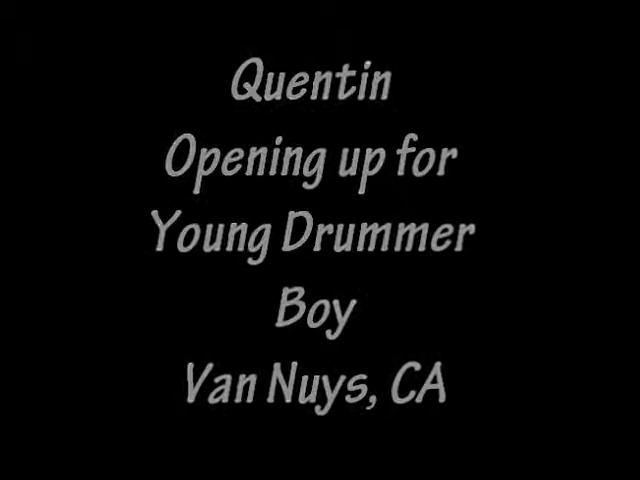 Quentin
Opening up for
Young Drummer
Boy
Van Nuys, CA